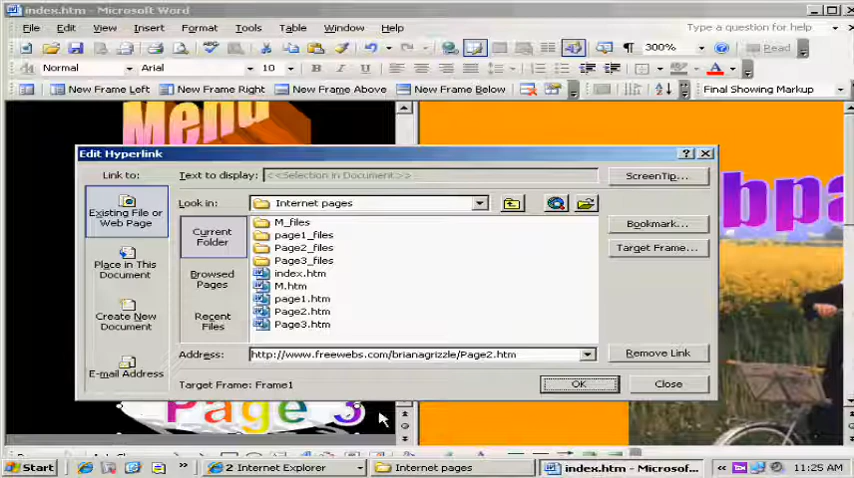 index.htm - Microsoft Word
File Edit View Insert Format Tools Table Window Help Type a question for help
300% Read
Normal Arial 10 B I U
New Frame Left New Frame Right New Frame Above New Frame Below Final Showing Markup
Menu
Edit Hyperlink
Link to: Text to display: <<Selection in Document>> ScreenTip...
Existing File or Web Page
Look in: Internet pages
Bookmark...
Target Frame...
Current Folder
M_files
page1_files
Page2_files
Page3_files
index.htm
M.htm
page1.htm
Page2.htm
Page3.htm
Place in This Document
Browsed Pages
Create New Document
Recent Files
E-mail Address
Address: http://www.freewebs.com/brianagrizzle/Page2.htm Remove Link
Target Frame: Frame1 OK Close
bpa
Page 3
Start 2 Internet Explorer Internet pages index.htm - Microsof... 11:25 AM